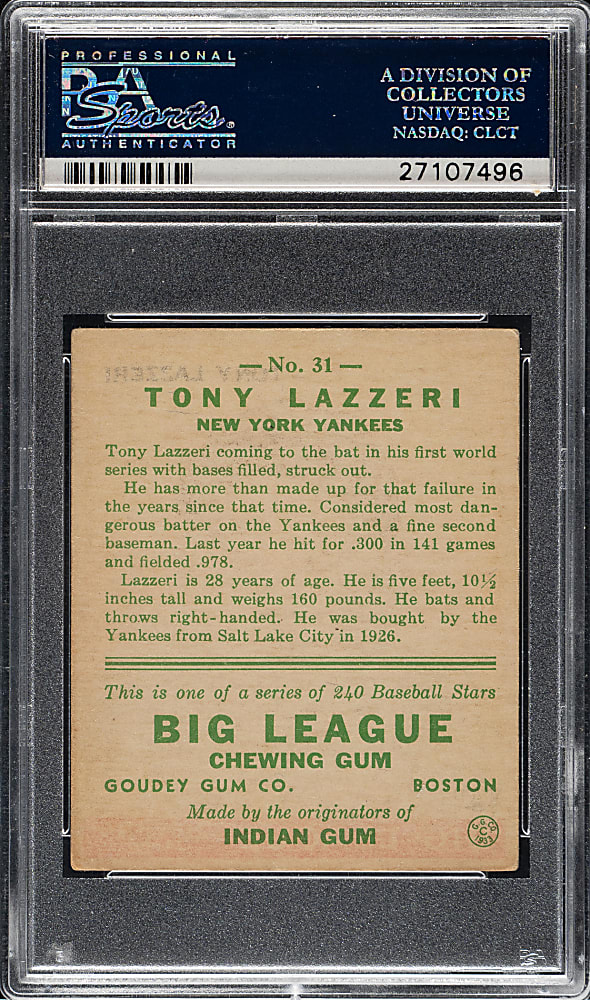 PROFESSIONAL
PSA
Sports
AUTHENTICATOR
A DIVISION OF
COLLECTORS
UNIVERSE
NASDAQ: CLCT
27107496
— No. 31 —
TONY LAZZERI
TONY LAZZERI
NEW YORK YANKEES
Tony Lazzeri coming to the bat in his first world
series with bases filled, struck out.
He has more than made up for that failure in
the years since that time. Considered most dan-
gerous batter on the Yankees and a fine second
baseman. Last year he hit for .300 in 141 games
and fielded .978.
Lazzeri is 28 years of age. He is five feet, 10½
inches tall and weighs 160 pounds. He bats and
throws right-handed. He was bought by the
Yankees from Salt Lake City in 1926.
This is one of a series of 240 Baseball Stars
BIG LEAGUE
CHEWING GUM
GOUDEY GUM CO. BOSTON
Made by the originators of
INDIAN GUM
G.G.CO.
C
1933